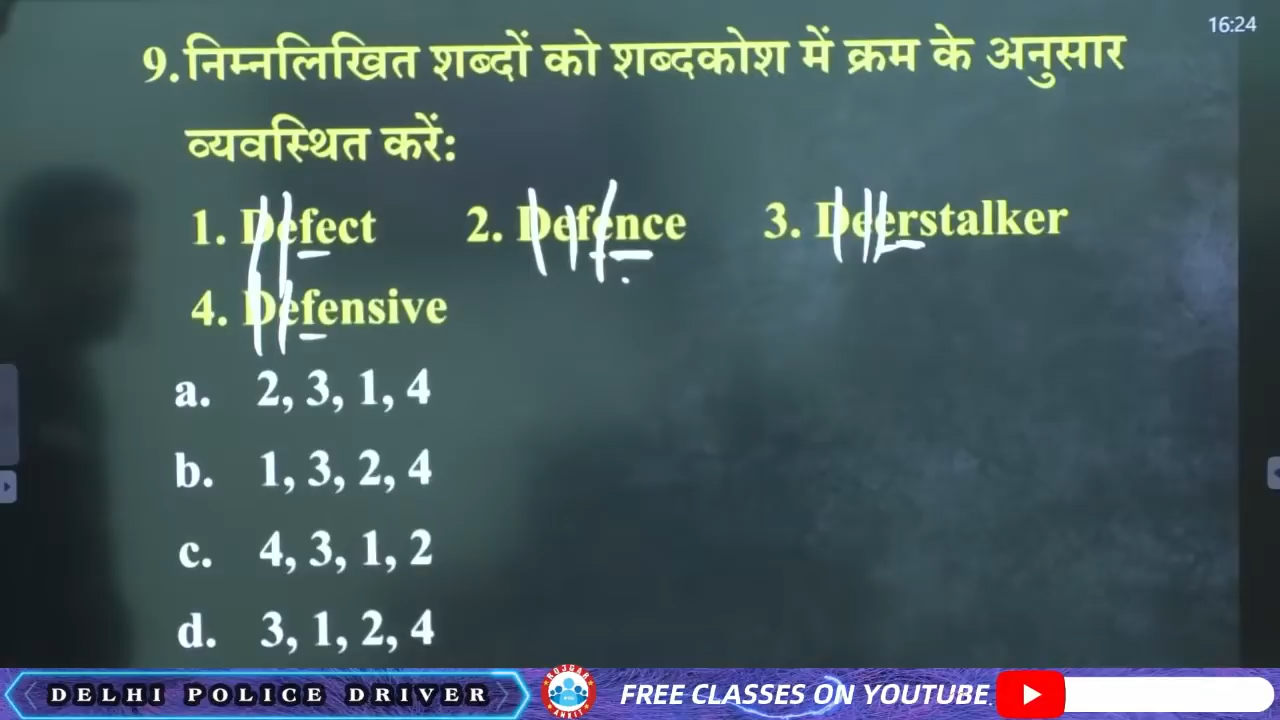 16:24
9.निम्नलिखित शब्दों को शब्दकोश में क्रम के अनुसार
व्यवस्थित करें:
1. Defect 2. Defence 3. Deerstalker
4. Defensive
a. 2, 3, 1, 4
b. 1, 3, 2, 4
c. 4, 3, 1, 2
d. 3, 1, 2, 4
DELHI POLICE DRIVER ROJGAR ANKIT FREE CLASSES ON YOUTUBE